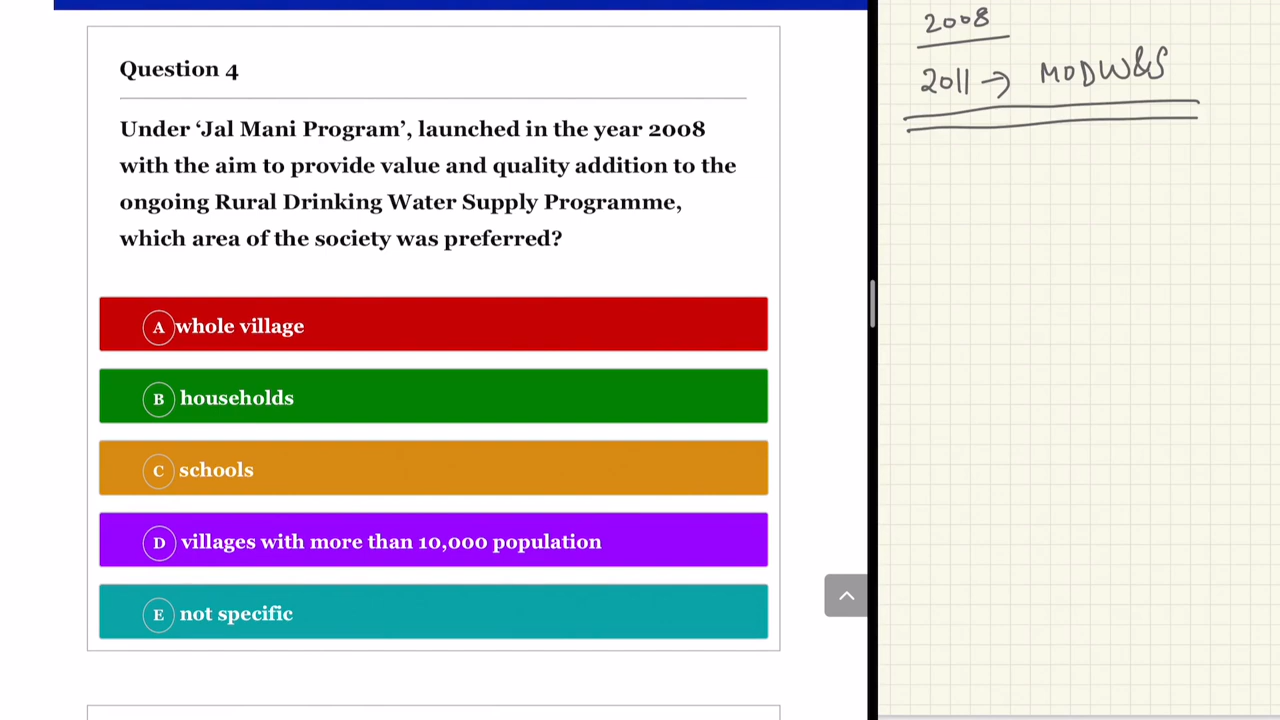 Question 4
Under ‘Jal Mani Program’, launched in the year 2008
with the aim to provide value and quality addition to the
ongoing Rural Drinking Water Supply Programme,
which area of the society was preferred?
A whole village
B households
C schools
D villages with more than 10,000 population
E not specific
2008
2011 → MODW&S